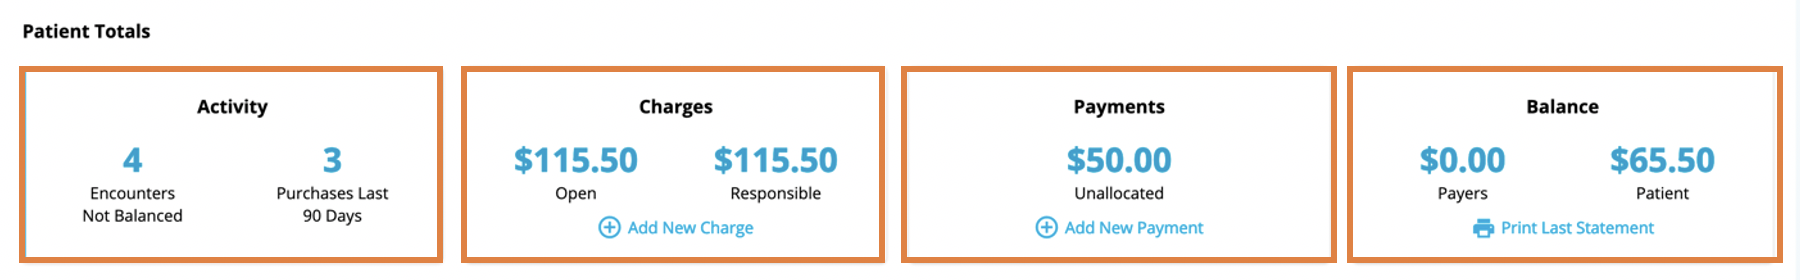 Patient Totals
Activity
4
3
Encounters
Not Balanced
Purchases Last
90 Days
Charges
$115.50
$115.50
Open
Responsible
Add New Charge
Payments
$50.00
Unallocated
Add New Payment
Balance
$0.00
$65.50
Payers
Patient
Print Last Statement